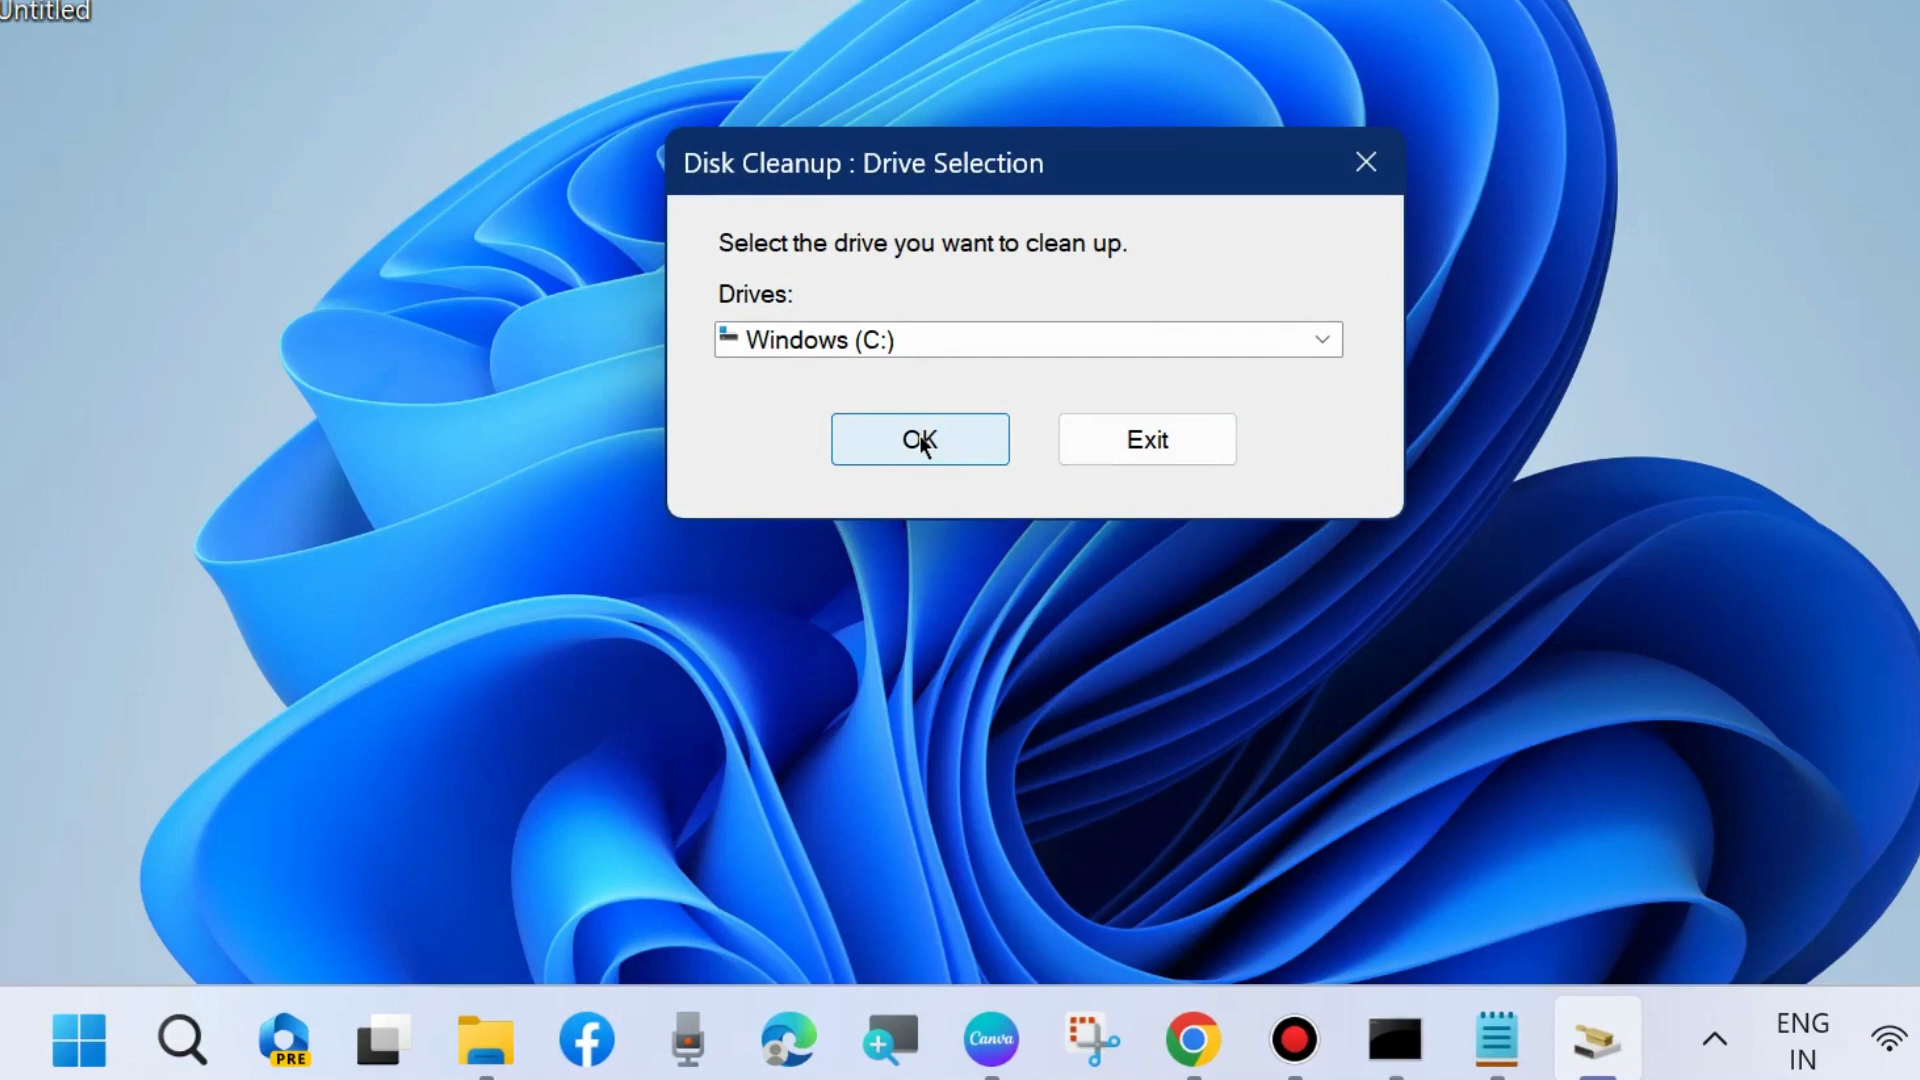 Untitled
Disk Cleanup : Drive Selection
Select the drive you want to clean up.
Drives:
Windows (C:)
OK
Exit
PRE
Canva
ENG
IN